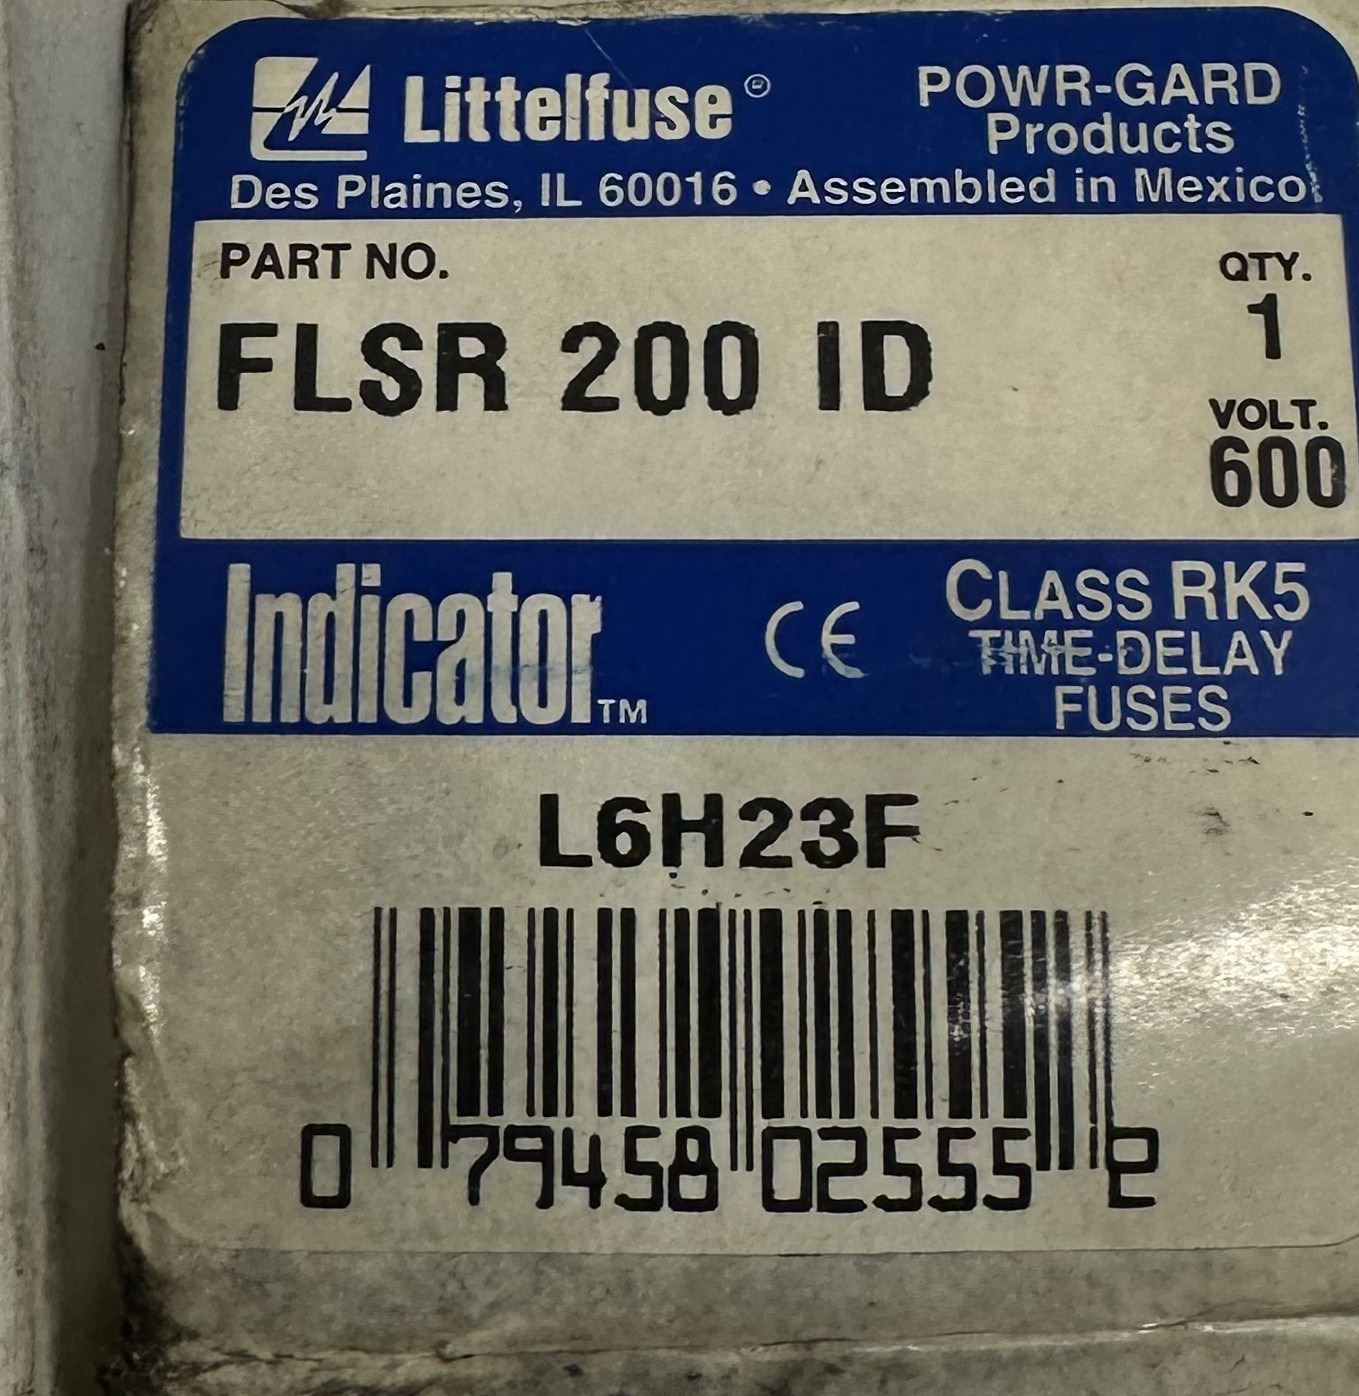 Littelfuse®
POWR-GARD
Products
Des Plaines, IL 60016 • Assembled in Mexico
PART NO.
QTY.
FLSR 200 ID
1
VOLT.
600
Indicator™
CE
CLASS RK5
TIME-DELAY
FUSES
L6H23F
0 79458 02555 2